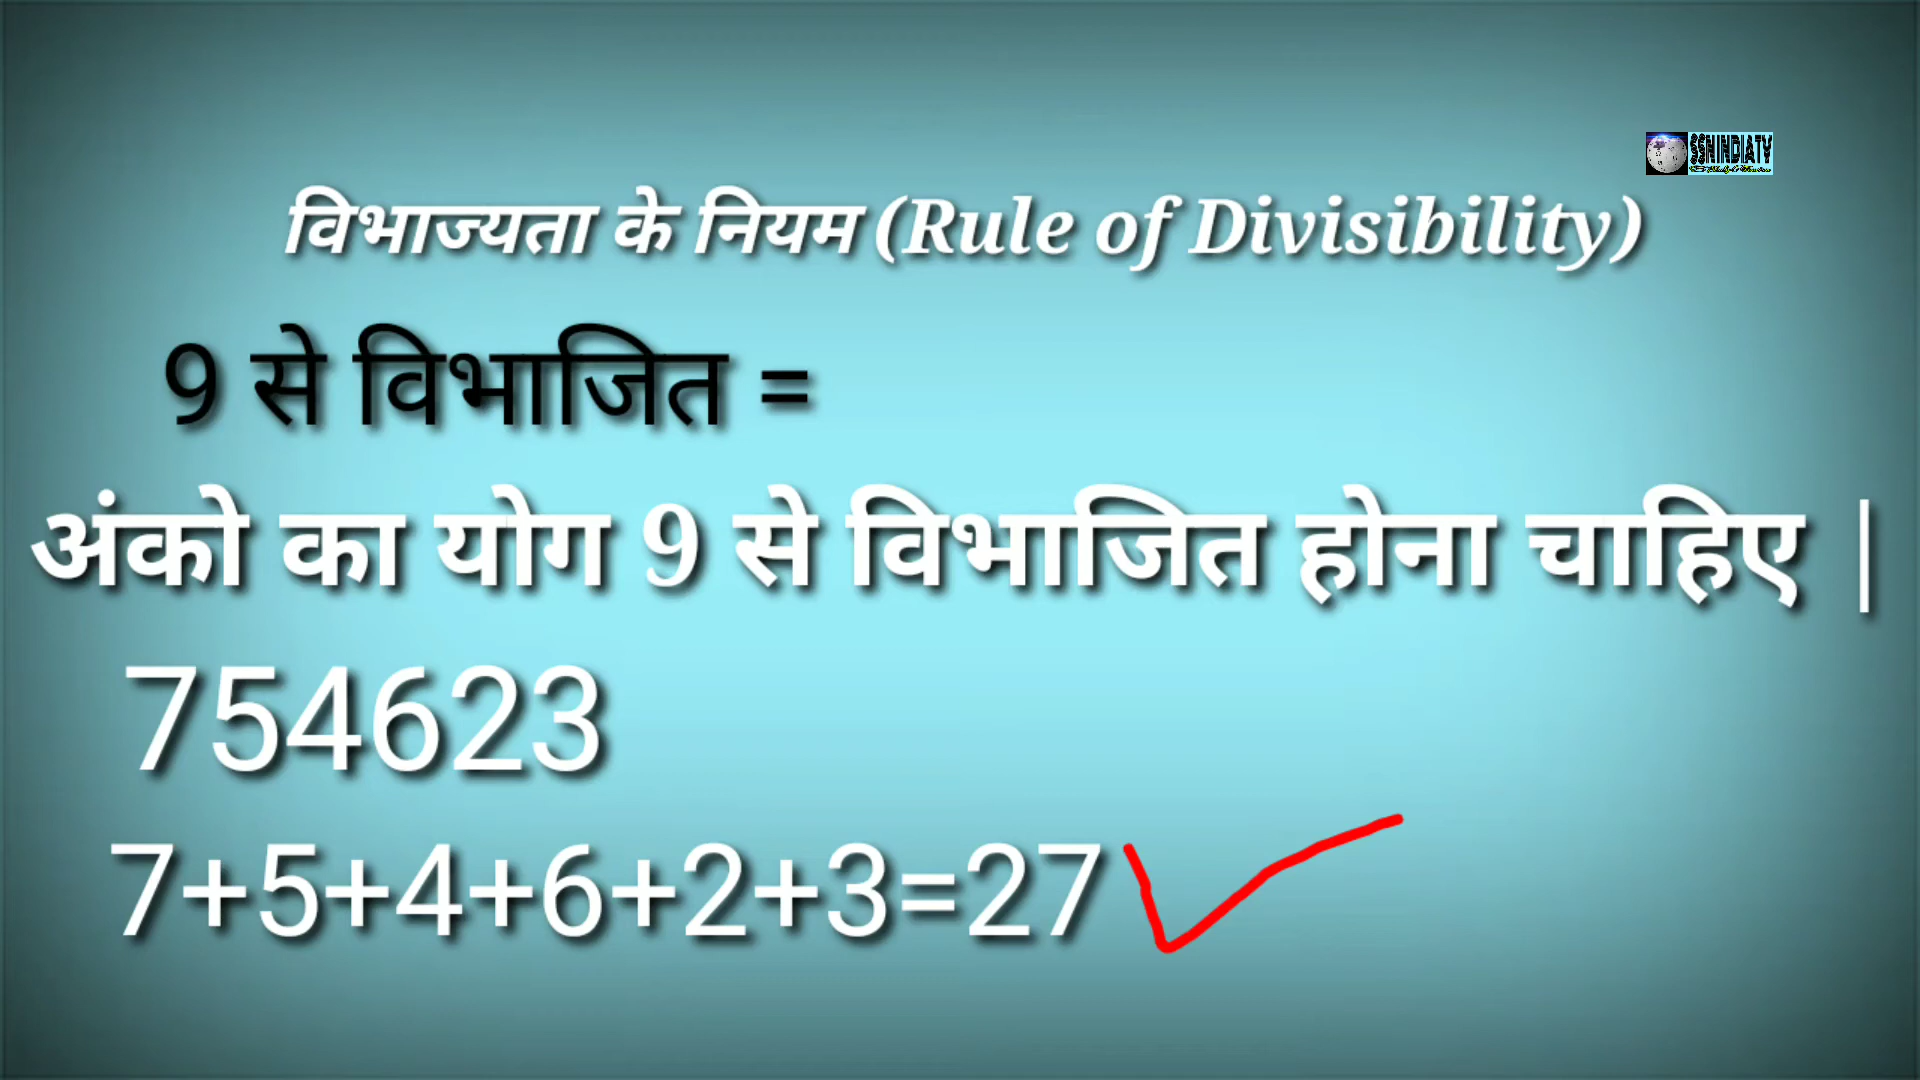 SSNINDIATV
विभाज्यता के नियम (Rule of Divisibility)
9 से विभाजित =
अंको का योग 9 से विभाजित होना चाहिए |
754623
7+5+4+6+2+3=27